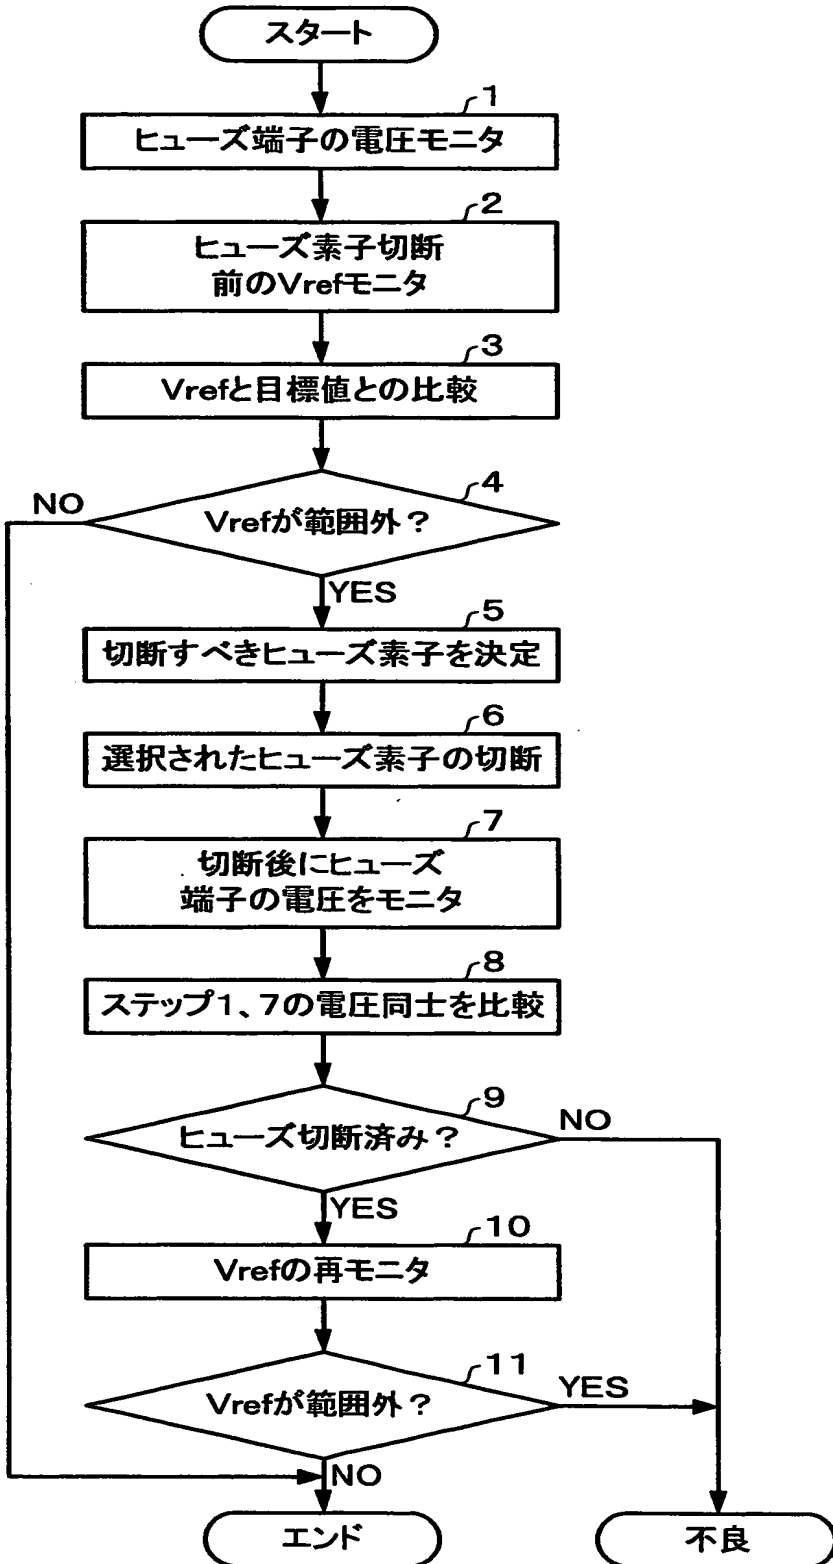 スタート
1
ヒューズ端子の電圧モニタ
2
ヒューズ素子切断
前のVrefモニタ
3
Vrefと目標値との比較
4
NO
Vrefが範囲外？
YES
5
切断すべきヒューズ素子を決定
6
選択されたヒューズ素子の切断
7
切断後にヒューズ
端子の電圧をモニタ
8
ステップ1、7の電圧同士を比較
9
NO
ヒューズ切断済み？
YES
10
Vrefの再モニタ
11
YES
Vrefが範囲外？
NO
エンド
不良